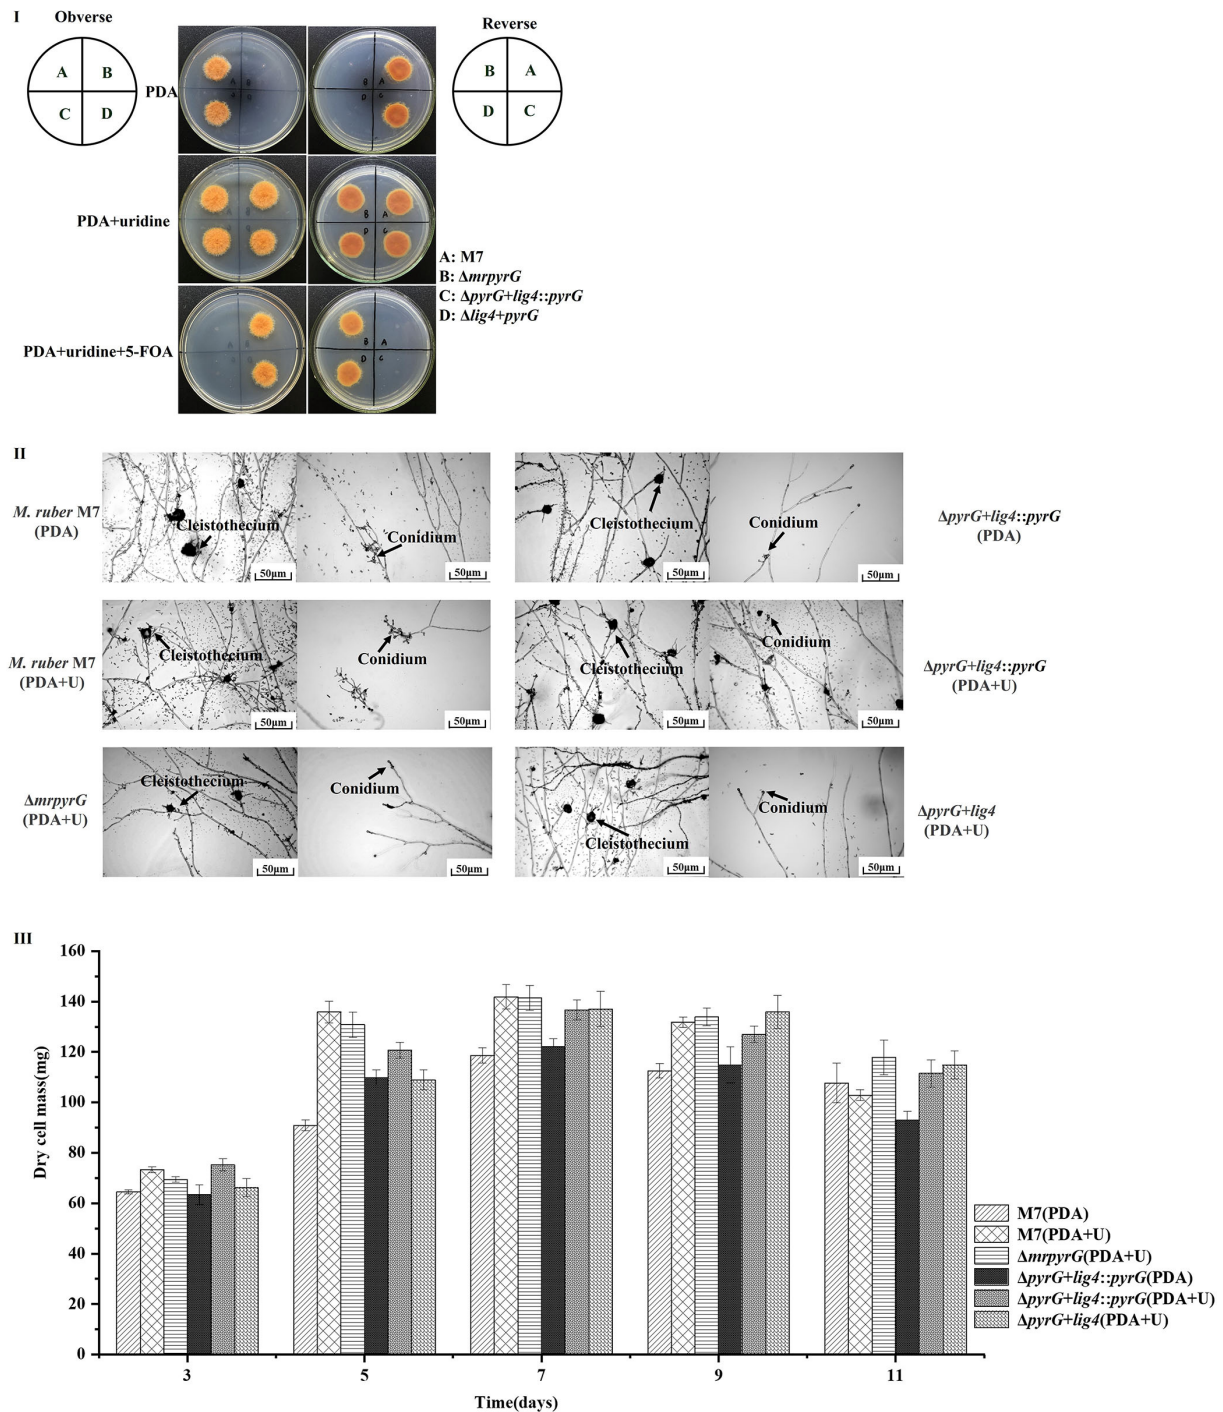 I
Obverse
A B
C D
Reverse
B A
D C
PDA
A B
C D
B A
D C
PDA+uridine
B A
D C
A: M7
B: ΔmrpyrG
C: ΔpyrG+lig4::pyrG
D: Δlig4+pyrG
PDA+uridine+5-FOA
B A
D C
II
M. ruber M7
(PDA)
Cleistothecium
50μm
Conidium
50μm
Cleistothecium
50μm
Conidium
50μm
ΔpyrG+lig4::pyrG
(PDA)
M. ruber M7
(PDA+U)
Cleistothecium
50μm
Conidium
50μm
Cleistothecium
50μm
Conidium
50μm
ΔpyrG+lig4::pyrG
(PDA+U)
ΔmrpyrG
(PDA+U)
Cleistothecium
50μm
Conidium
50μm
Cleistothecium
50μm
Conidium
50μm
ΔpyrG+lig4
(PDA+U)
III
Dry cell mass(mg)
160
140
120
100
80
60
40
20
0
3 5 7 9 11
Time(days)
M7(PDA)
M7(PDA+U)
ΔmrpyrG(PDA+U)
ΔpyrG+lig4::pyrG(PDA)
ΔpyrG+lig4::pyrG(PDA+U)
ΔpyrG+lig4(PDA+U)